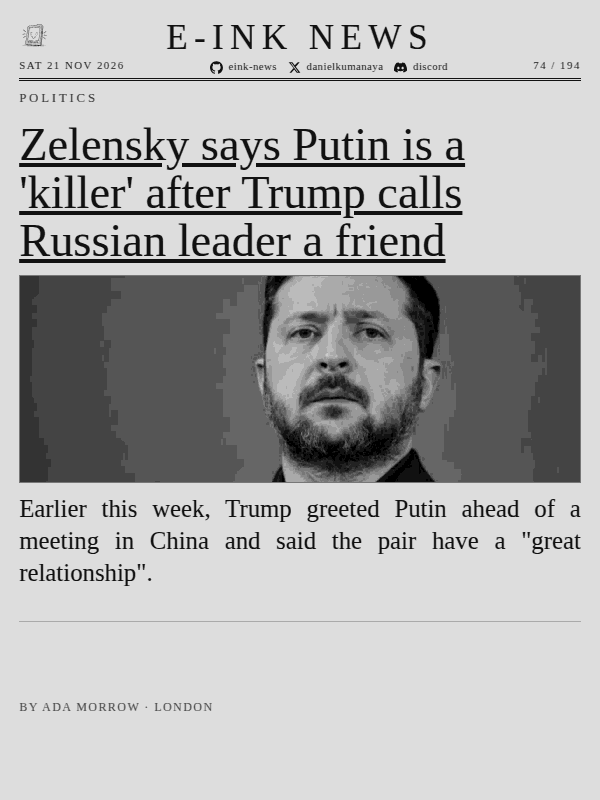 E-INK NEWS
SAT 21 NOV 2026
eink-news danielkumanaya discord
74 / 194
POLITICS
Zelensky says Putin is a
'killer' after Trump calls
Russian leader a friend
Earlier this week, Trump greeted Putin ahead of a
meeting in China and said the pair have a "great
relationship".
BY ADA MORROW · LONDON